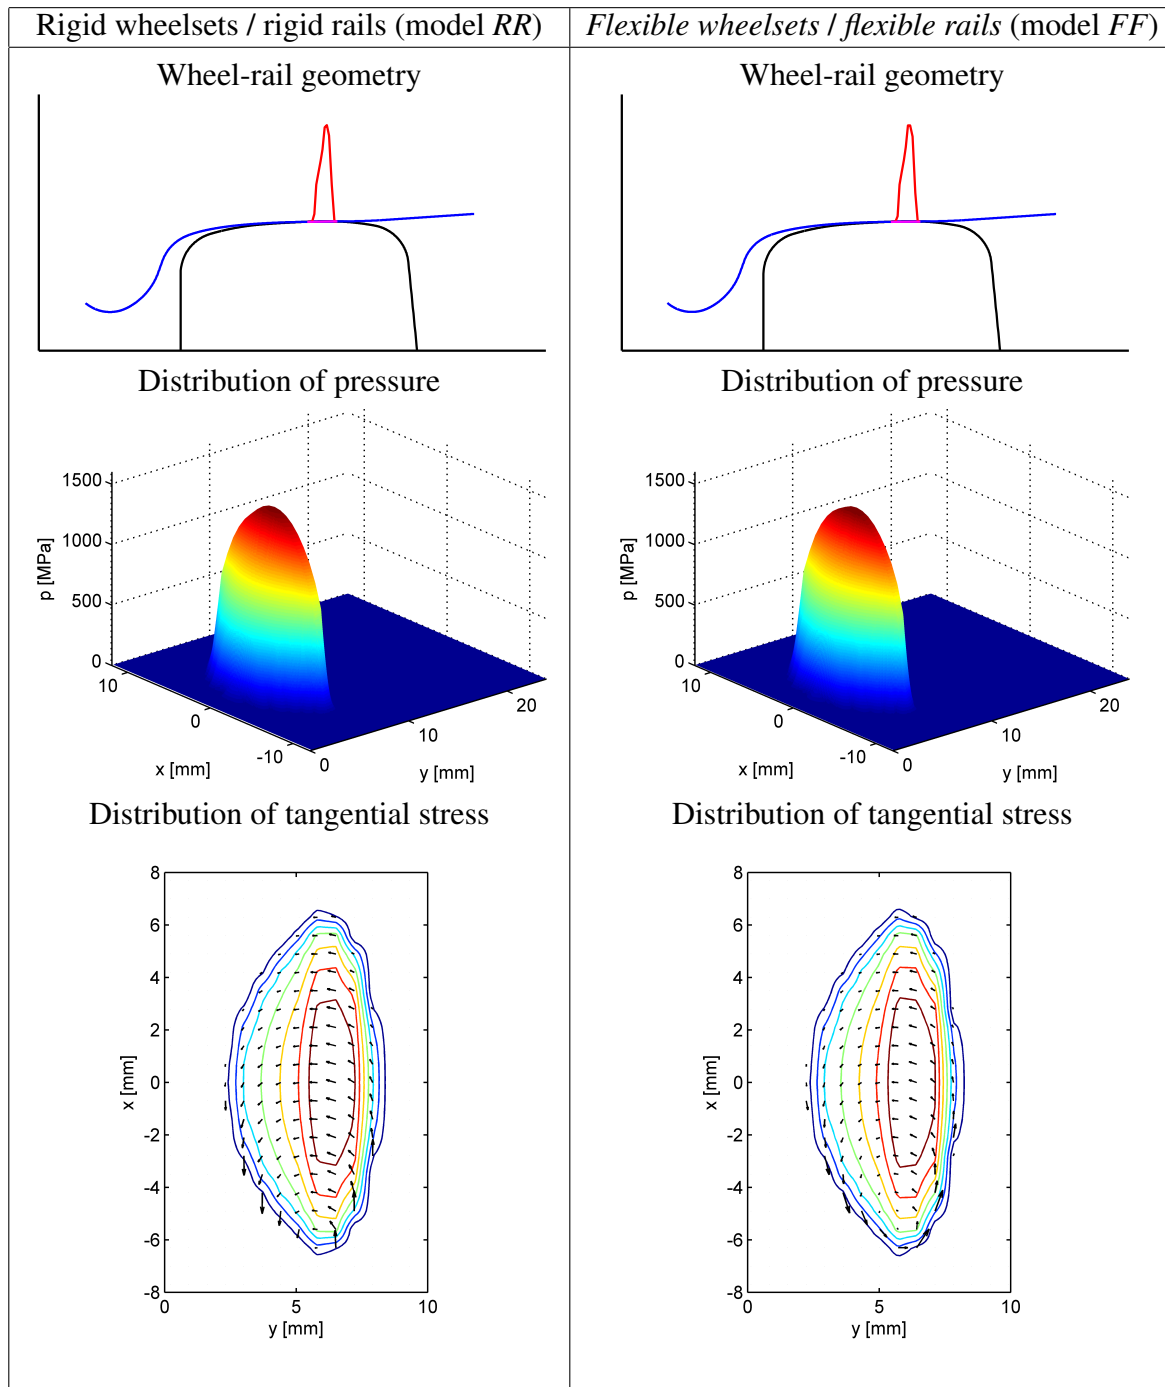 Rigid wheelsets / rigid rails (model RR)
Flexible wheelsets / flexible rails (model FF)
Wheel-rail geometry
Wheel-rail geometry
Distribution of pressure
Distribution of pressure
1500
1000
500
0
p [MPa]
10
0
-10
x [mm]
0
10
20
y [mm]
1500
1000
500
0
p [MPa]
10
0
-10
x [mm]
0
10
20
y [mm]
Distribution of tangential stress
Distribution of tangential stress
8
6
4
2
0
-2
-4
-6
-8
x [mm]
0
5
10
y [mm]
8
6
4
2
0
-2
-4
-6
-8
x [mm]
0
5
10
y [mm]